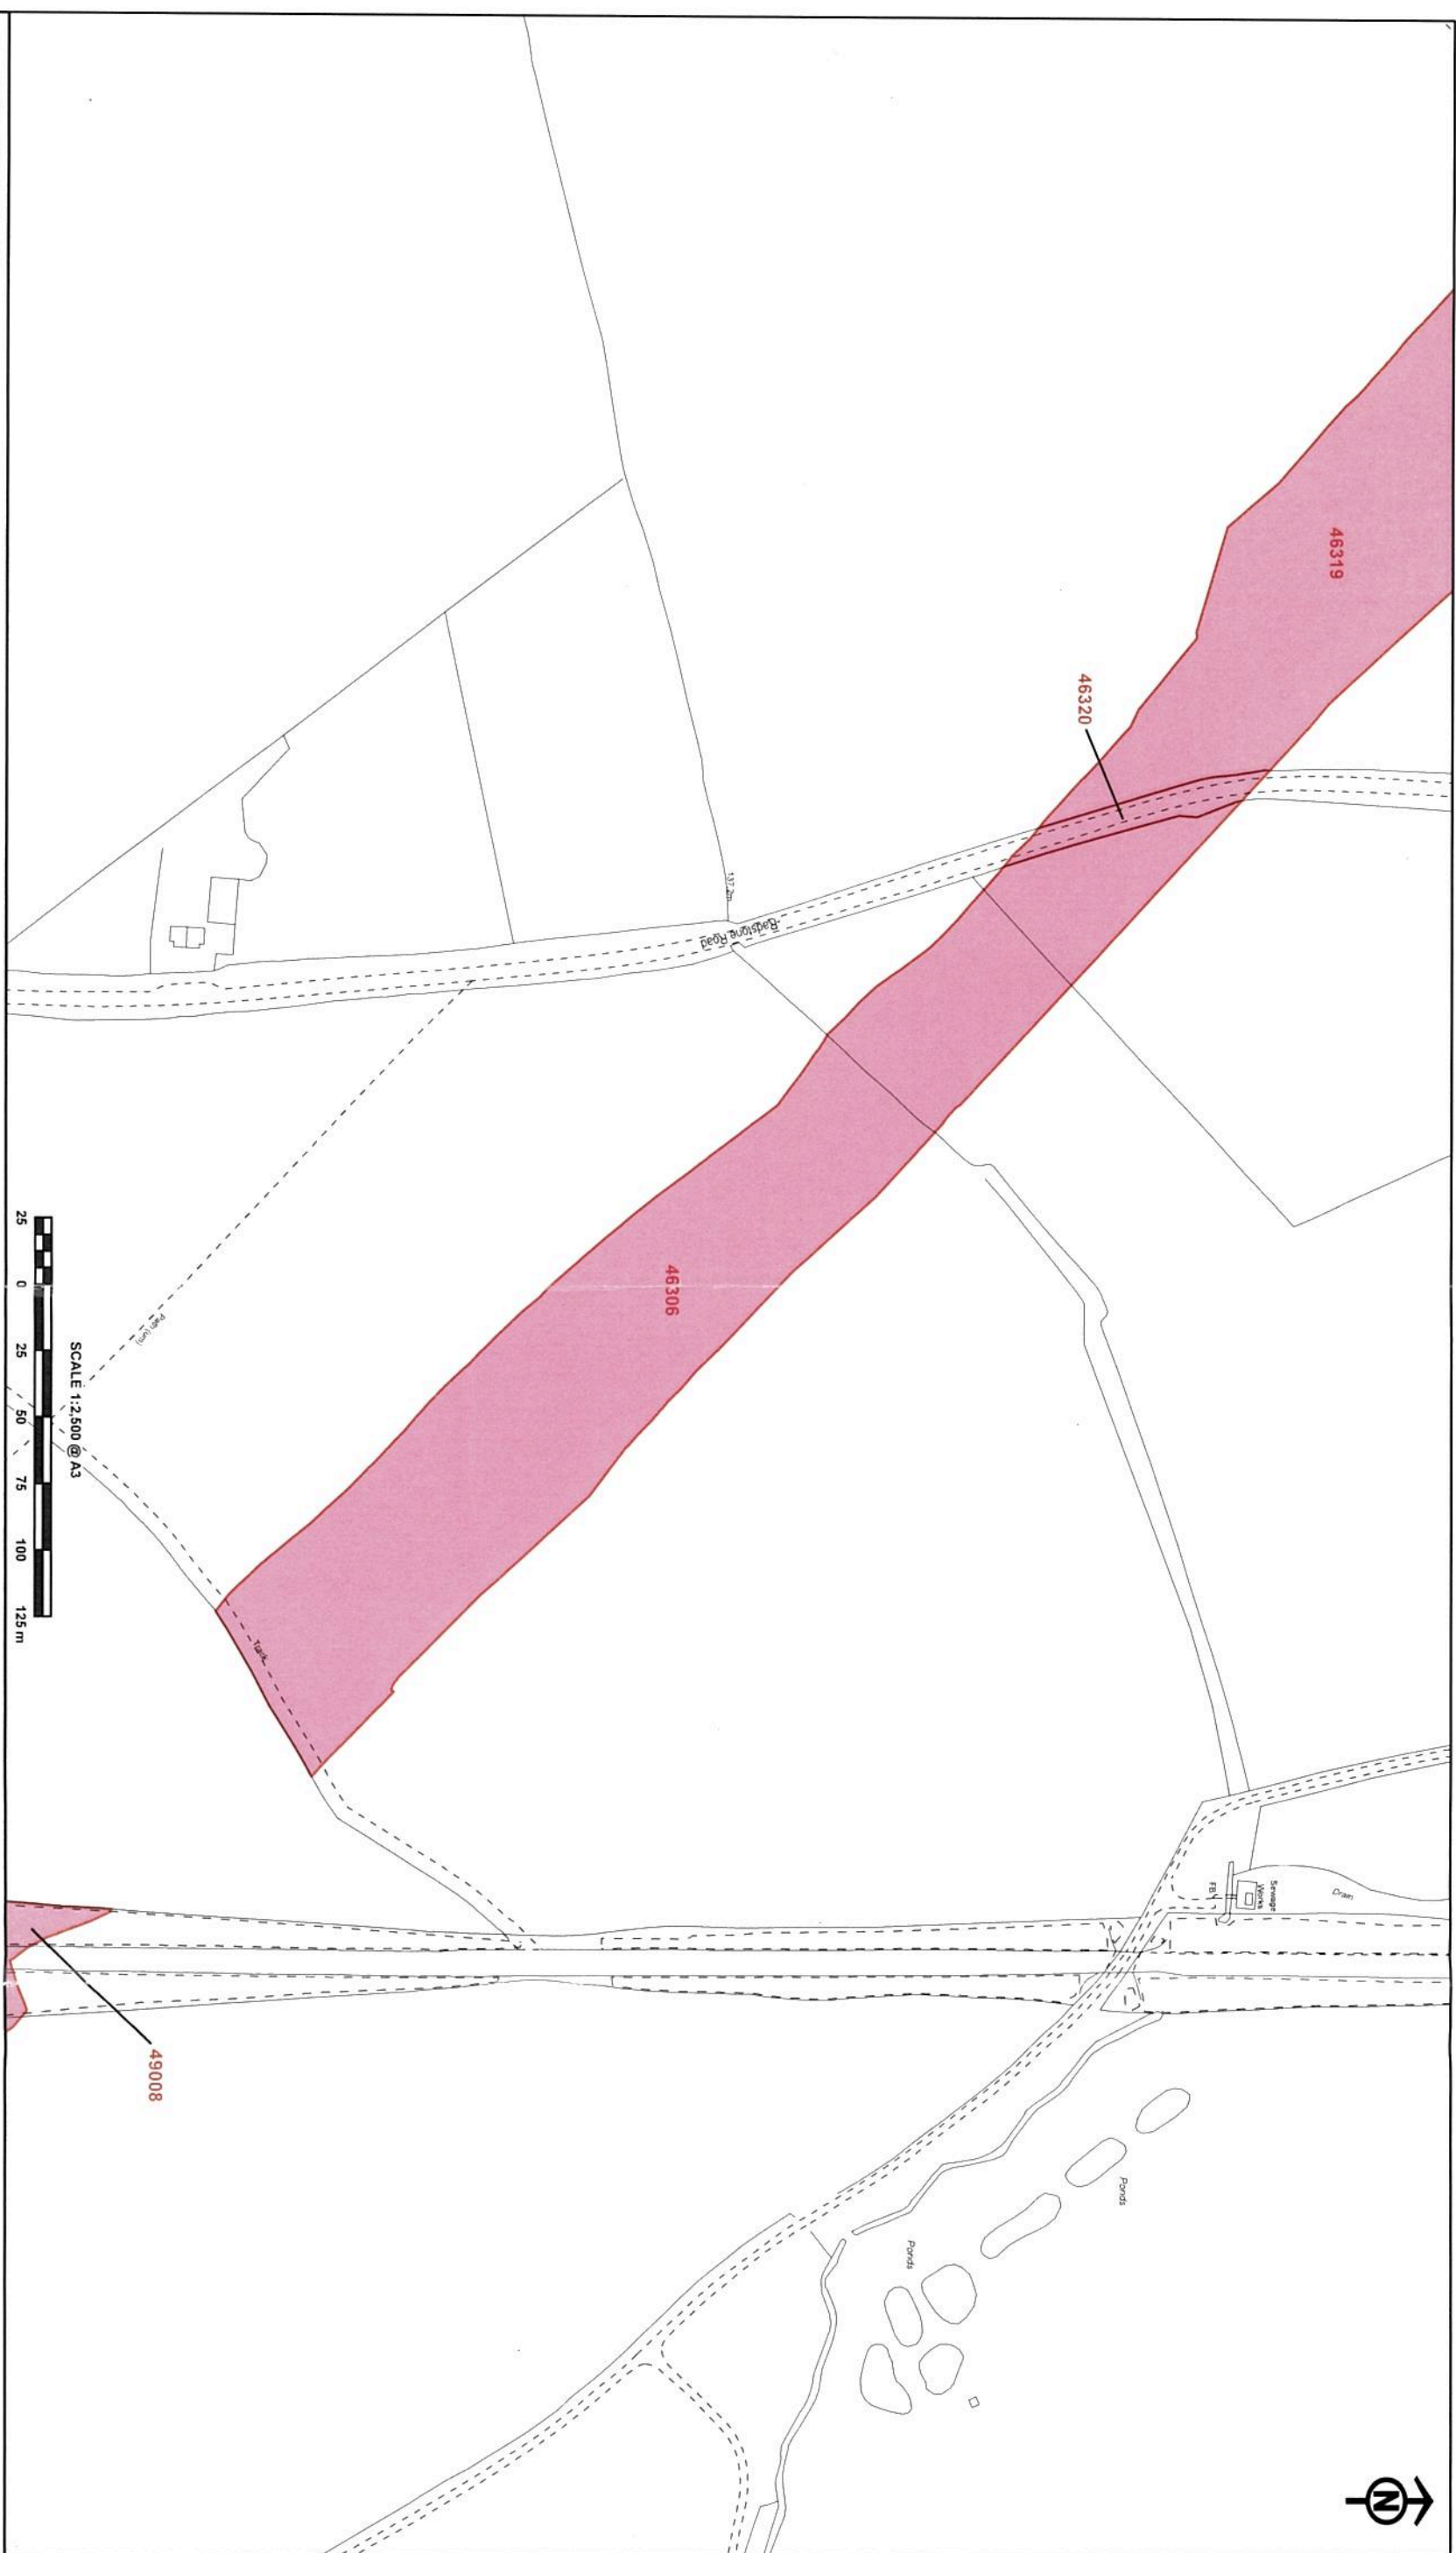 46319
46320
137.2m
Radstone Road
46306
Path (um)
Track
Drain
Sewage
Works
FB
Ponds
Ponds
49008
SCALE 1:2,500 @ A3
25 0 25 50 75 100 125 m
N